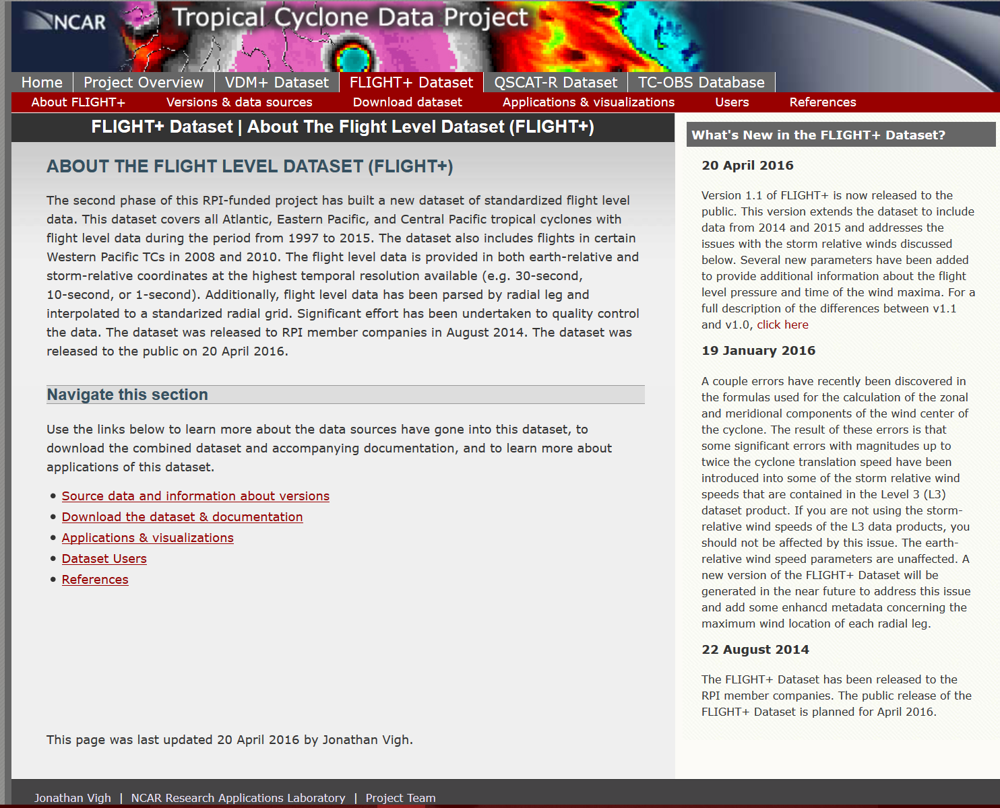 NCAR
Tropical Cyclone Data Project
Home
Project Overview
VDM+ Dataset
FLIGHT+ Dataset
QSCAT-R Dataset
TC-OBS Database
About FLIGHT+
Versions & data sources
Download dataset
Applications & visualizations
Users
References
FLIGHT+ Dataset | About The Flight Level Dataset (FLIGHT+)
ABOUT THE FLIGHT LEVEL DATASET (FLIGHT+)
The second phase of this RPI-funded project has built a new dataset of standardized flight level
data. This dataset covers all Atlantic, Eastern Pacific, and Central Pacific tropical cyclones with
flight level data during the period from 1997 to 2015. The dataset also includes flights in certain
Western Pacific TCs in 2008 and 2010. The flight level data is provided in both earth-relative and
storm-relative coordinates at the highest temporal resolution available (e.g. 30-second,
10-second, or 1-second). Additionally, flight level data has been parsed by radial leg and
interpolated to a standarized radial grid. Significant effort has been undertaken to quality control
the data. The dataset was released to RPI member companies in August 2014. The dataset was
released to the public on 20 April 2016.
Navigate this section
Use the links below to learn more about the data sources have gone into this dataset, to
download the combined dataset and accompanying documentation, and to learn more about
applications of this dataset.
• Source data and information about versions
• Download the dataset & documentation
• Applications & visualizations
• Dataset Users
• References
This page was last updated 20 April 2016 by Jonathan Vigh.
What's New in the FLIGHT+ Dataset?
20 April 2016
Version 1.1 of FLIGHT+ is now released to the
public. This version extends the dataset to include
data from 2014 and 2015 and addresses the
issues with the storm relative winds discussed
below. Several new parameters have been added
to provide additional information about the flight
level pressure and time of the wind maxima. For a
full description of the differences between v1.1
and v1.0, click here
19 January 2016
A couple errors have recently been discovered in
the formulas used for the calculation of the zonal
and meridional components of the wind center of
the cyclone. The result of these errors is that
some significant errors with magnitudes up to
twice the cyclone translation speed have been
introduced into some of the storm relative wind
speeds that are contained in the Level 3 (L3)
dataset product. If you are not using the storm-
relative wind speeds of the L3 data products, you
should not be affected by this issue. The earth-
relative wind speed parameters are unaffected. A
new version of the FLIGHT+ Dataset will be
generated in the near future to address this issue
and add some enhancd metadata concerning the
maximum wind location of each radial leg.
22 August 2014
The FLIGHT+ Dataset has been released to the
RPI member companies. The public release of the
FLIGHT+ Dataset is planned for April 2016.
Jonathan Vigh | NCAR Research Applications Laboratory | Project Team